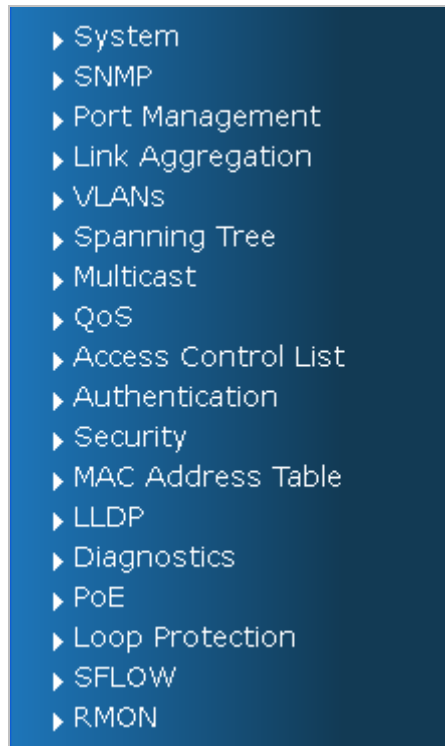 System
SNMP
Port Management
Link Aggregation
VLANs
Spanning Tree
Multicast
QoS
Access Control List
Authentication
Security
MAC Address Table
LLDP
Diagnostics
PoE
Loop Protection
SFLOW
RMON